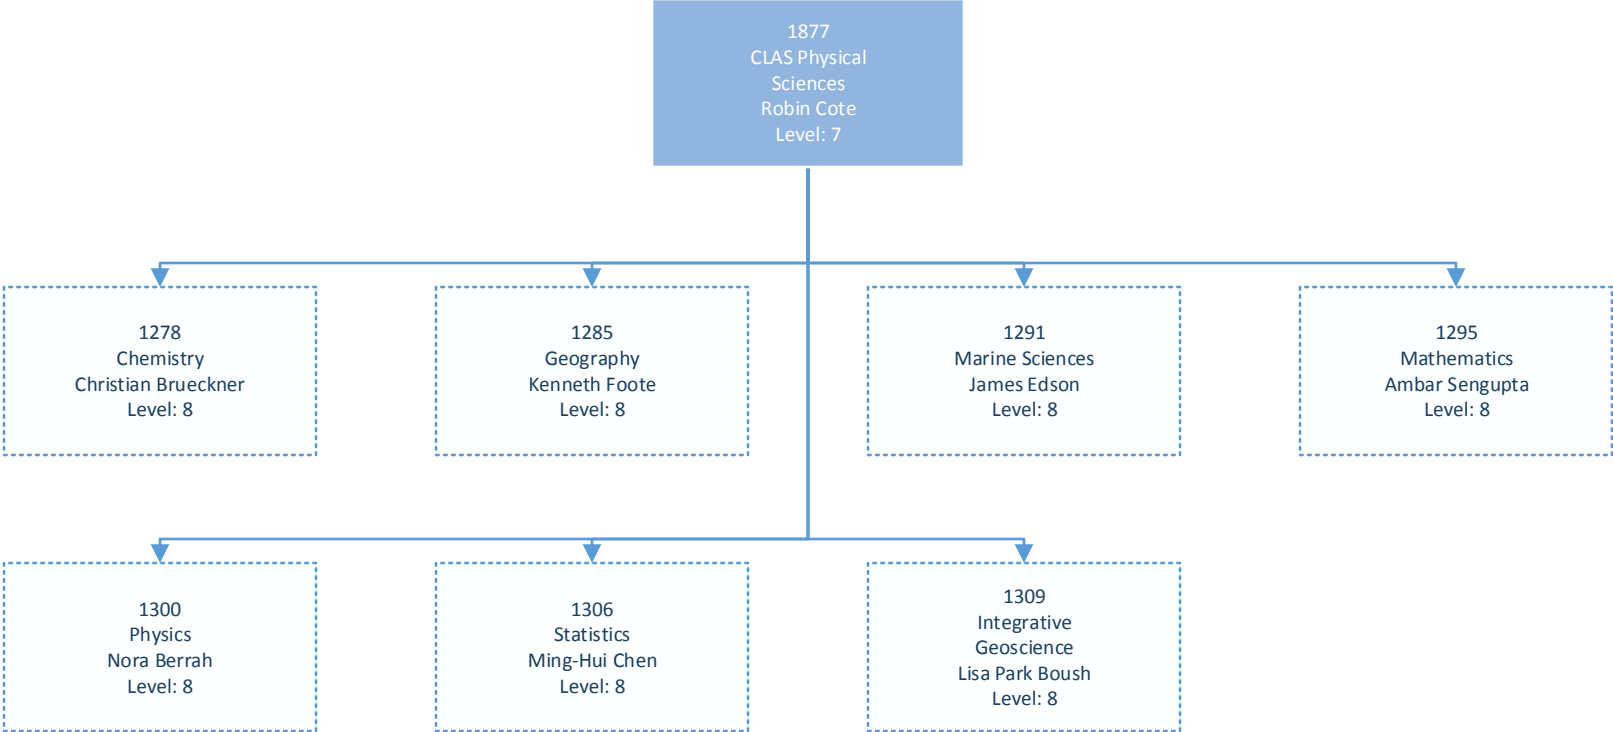 1877
CLAS Physical
Sciences
Robin Cote
Level: 7
1278
Chemistry
Christian Brueckner
Level: 8
1285
Geography
Kenneth Foote
Level: 8
1291
Marine Sciences
James Edson
Level: 8
1295
Mathematics
Ambar Sengupta
Level: 8
1300
Physics
Nora Berrah
Level: 8
1306
Statistics
Ming-Hui Chen
Level: 8
1309
Integrative
Geoscience
Lisa Park Boush
Level: 8